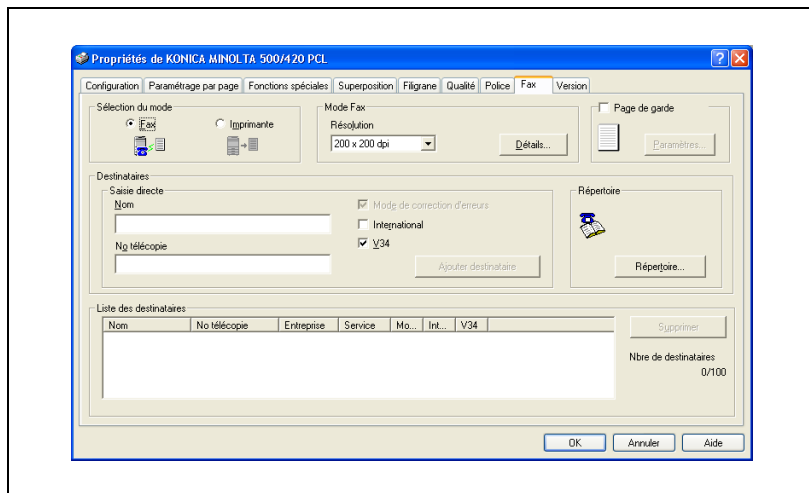 Propriétés de KONICA MINOLTA 500/420 PCL
Configuration Paramétrage par page Fonctions spéciales Superposition Filigrane Qualité Police Fax Version
Sélection du mode
Fax
Imprimante
Mode Fax
Résolution
200 x 200 dpi
Détails...
Page de garde
Paramètres...
Destinataires
Saisie directe
Nom
No télécopie
Mode de correction d'erreurs
International
V34
Ajouter destinataire
Répertoire
Répertoire...
Liste des destinataires
Nom No télécopie Entreprise Service Mo... Int... V34
Supprimer
Nbre de destinataires
0/100
OK Annuler Aide